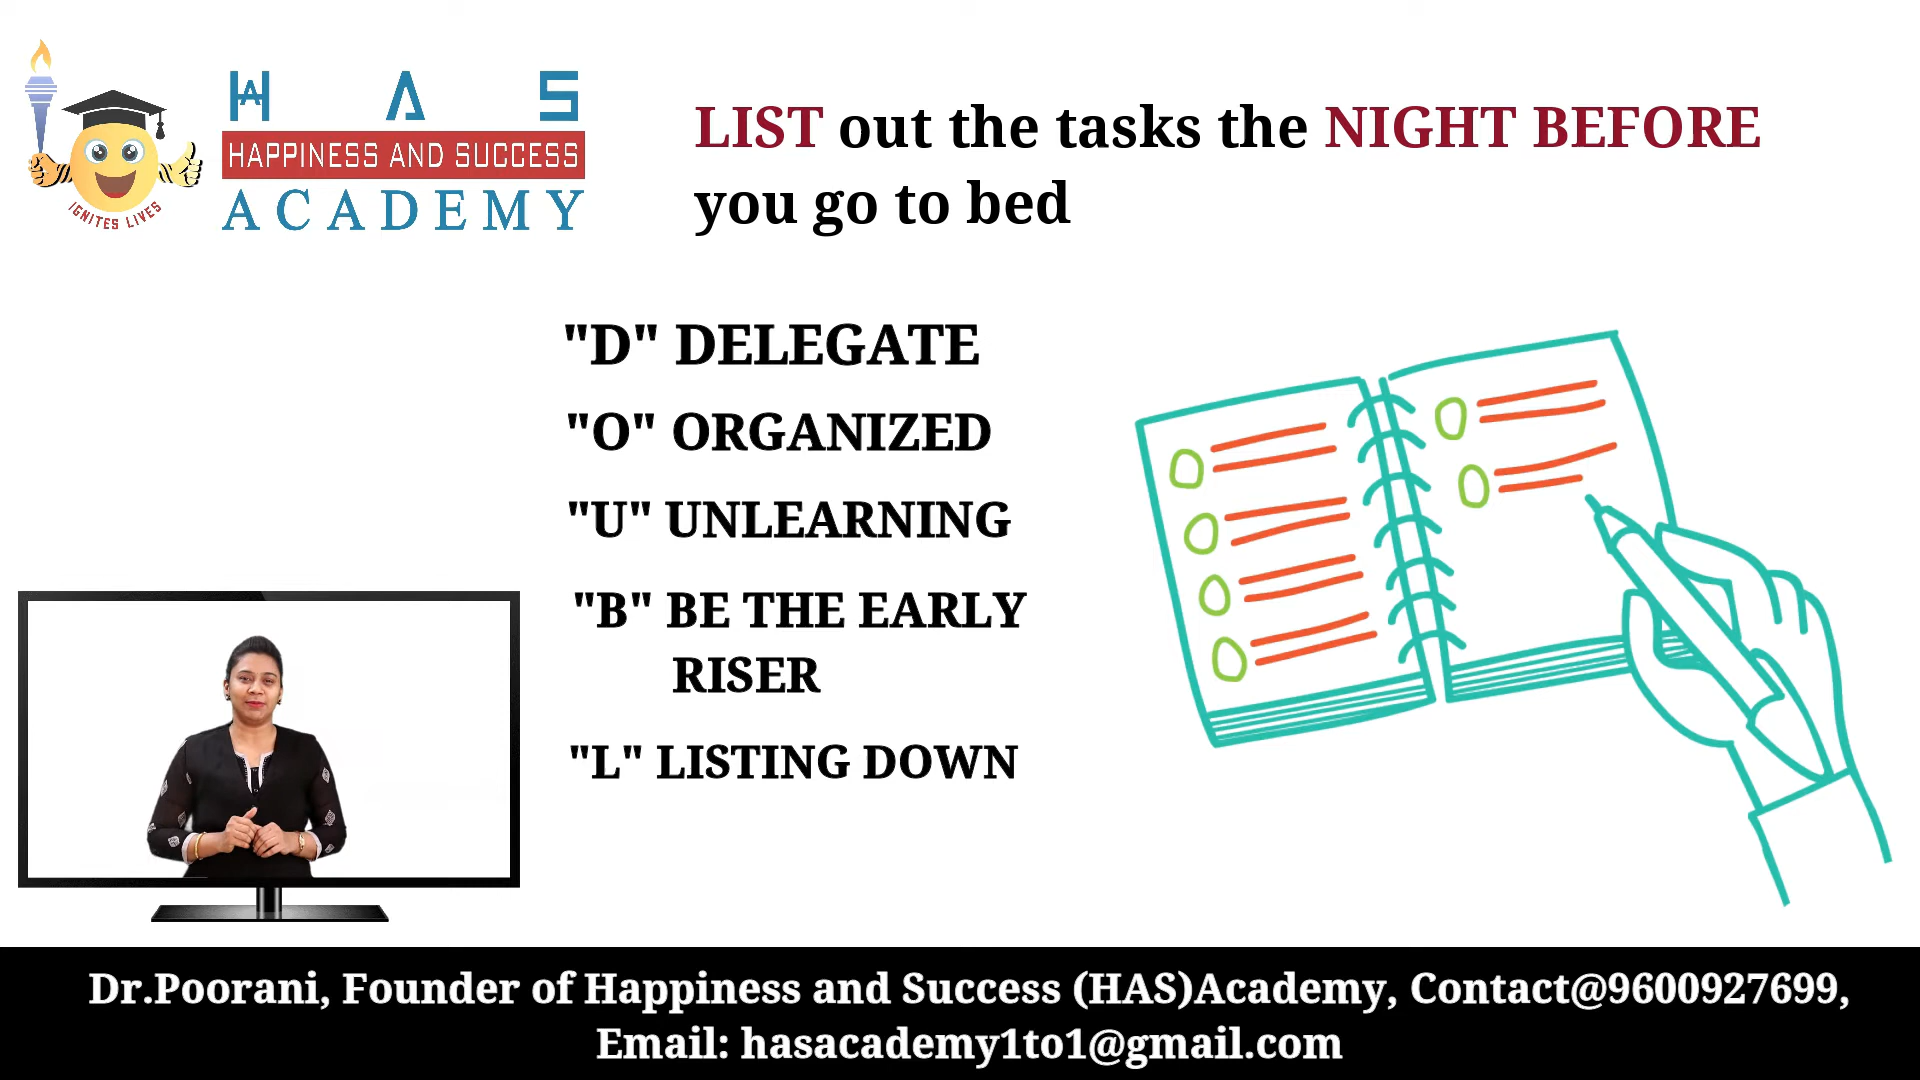 H A S
HAPPINESS AND SUCCESS
ACADEMY
IGNITES LIVES
LIST out the tasks the NIGHT BEFORE
you go to bed
"D" DELEGATE
"O" ORGANIZED
"U" UNLEARNING
"B" BE THE EARLY
RISER
"L" LISTING DOWN
Dr.Poorani, Founder of Happiness and Success (HAS)Academy, Contact@9600927699,
Email: hasacademy1to1@gmail.com